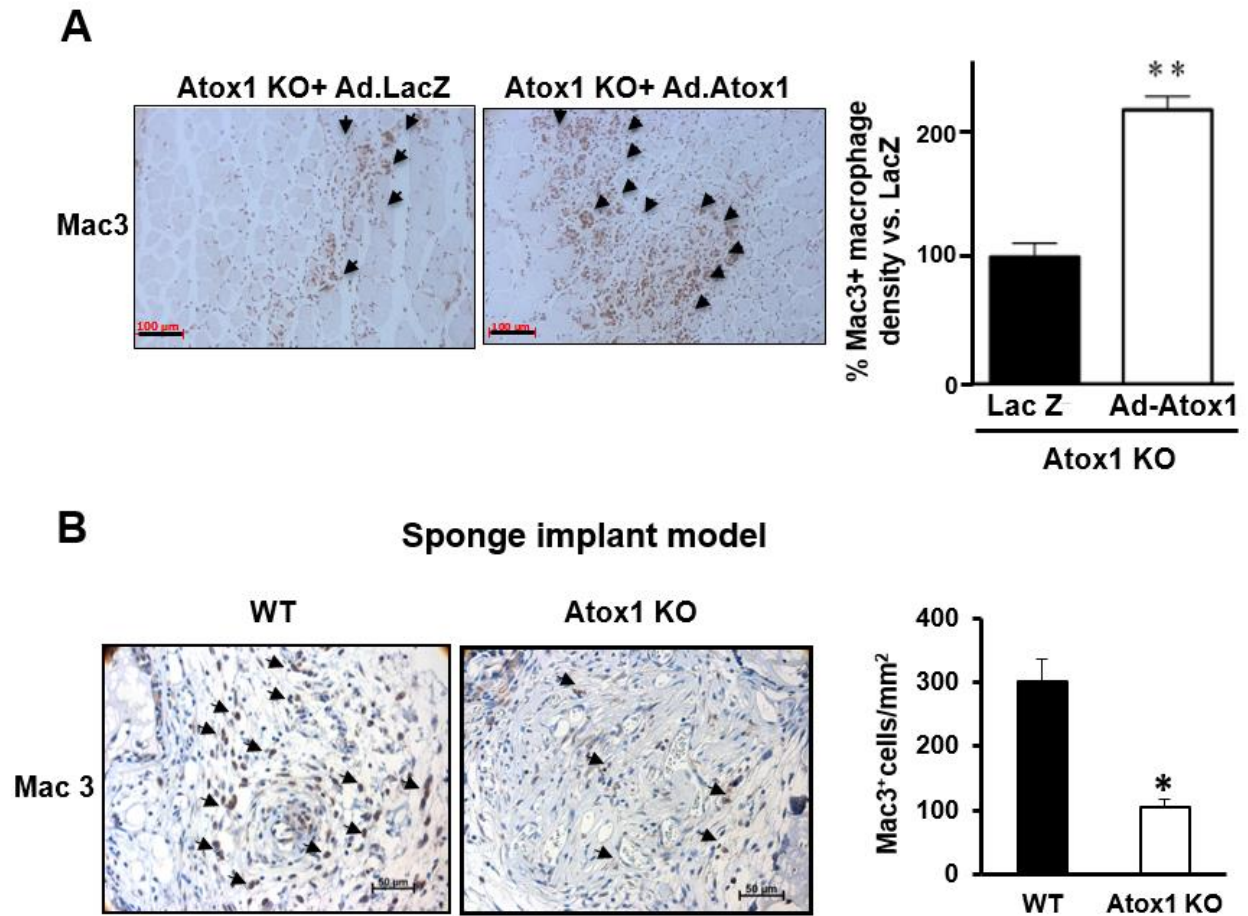 A
Atox1 KO+ Ad.LacZ
Atox1 KO+ Ad.Atox1
Mac3
100 µm
100 µm
% Mac3+ macrophage
density vs. LacZ
200
100
0
**
Lac Z
Ad-Atox1
Atox1 KO
B
Sponge implant model
WT
Atox1 KO
Mac 3
50 µm
50 µm
Mac3⁺cells/mm²
400
300
200
100
0
*
WT
Atox1 KO